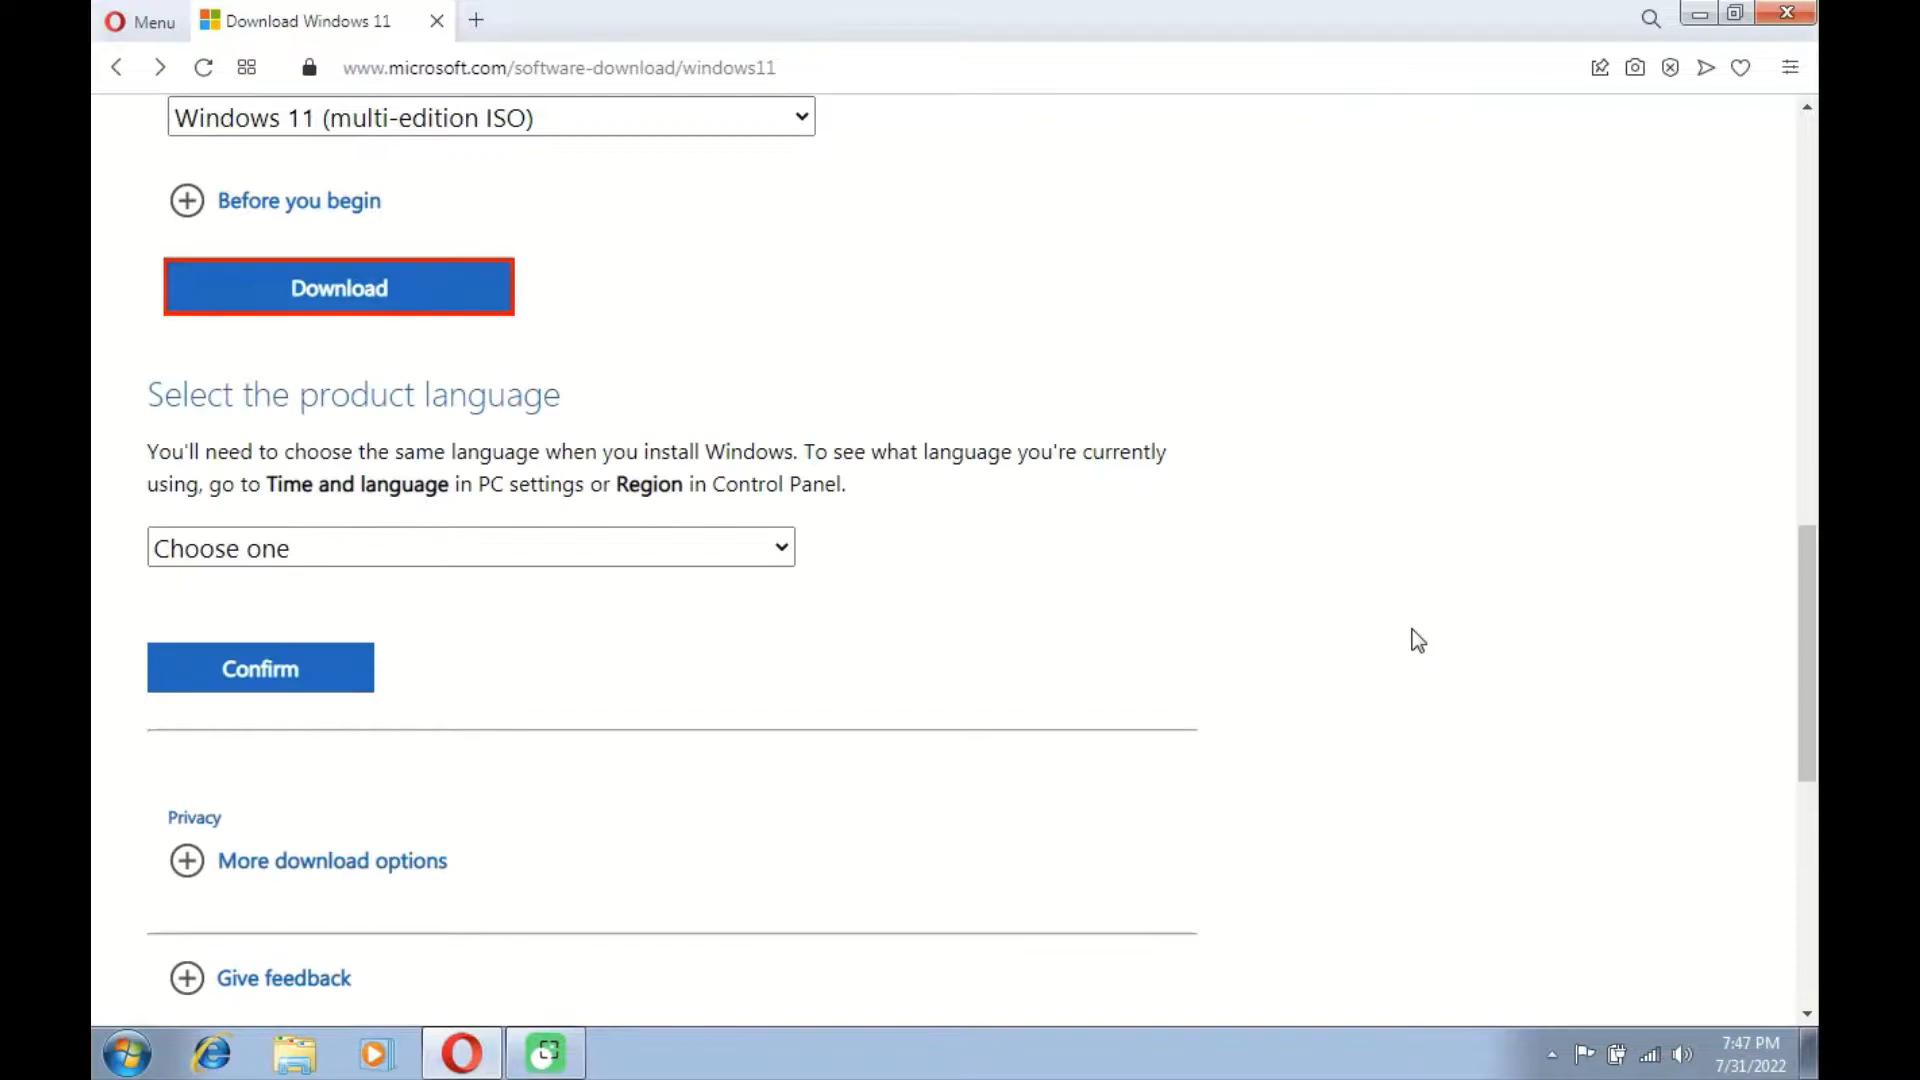 Menu
Download Windows 11
www.microsoft.com/software-download/windows11
Windows 11 (multi-edition ISO)
Before you begin
Download
Select the product language
You'll need to choose the same language when you install Windows. To see what language you're currently
using, go to Time and language in PC settings or Region in Control Panel.
Choose one
Confirm
Privacy
More download options
Give feedback
7:47 PM
7/31/2022